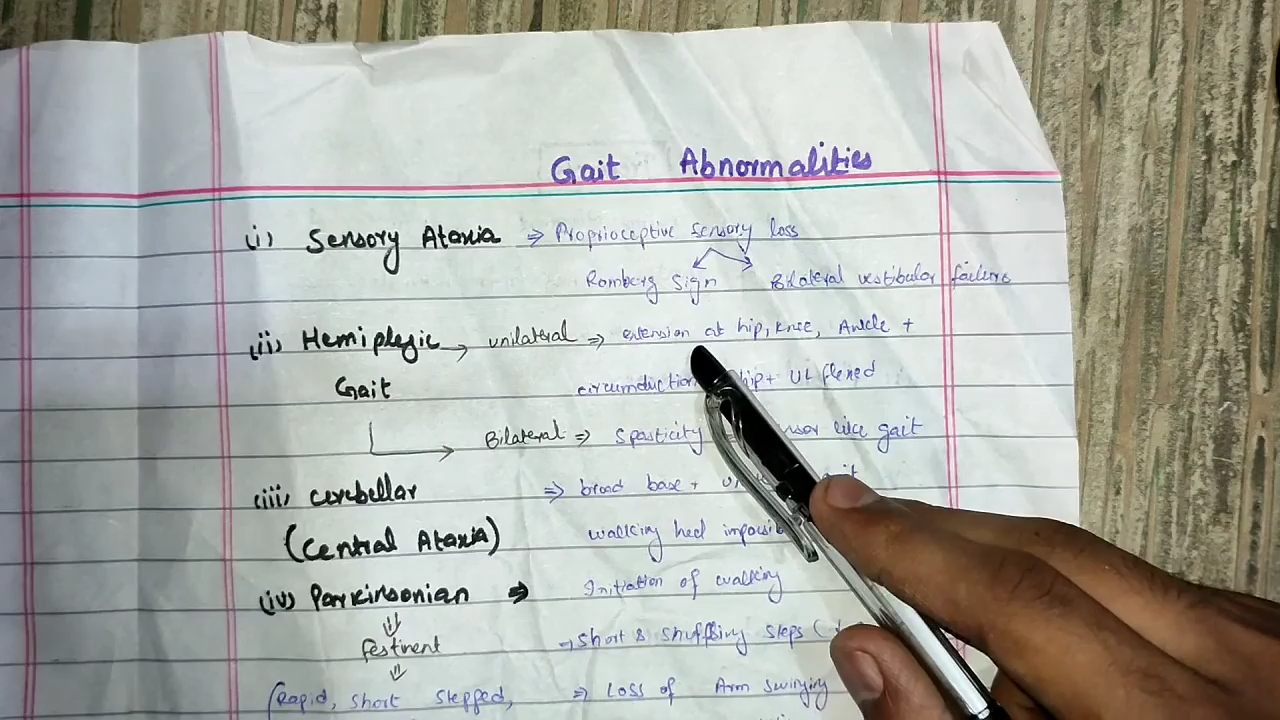 Gait Abnormalities
(i) Sensory Ataxia ⇒ Proprioceptive sensory loss
Romberg Sign Bilateral vestibular failure
(ii) Hemiplegic → unilateral ⇒ extension at hip, knee, Ankle +
Gait circumduction hip + UL flexed
→ Bilateral ⇒ Spasticity like gait
(iii) cerebellar ⇒ broad base +
(Central Ataxia) walking heel
(iv) Parkinsonian ⇒ Initiation of walking
festinent → short & shuffling steps (
(Rapid, short stepped, ⇒ Loss of Arm swinging